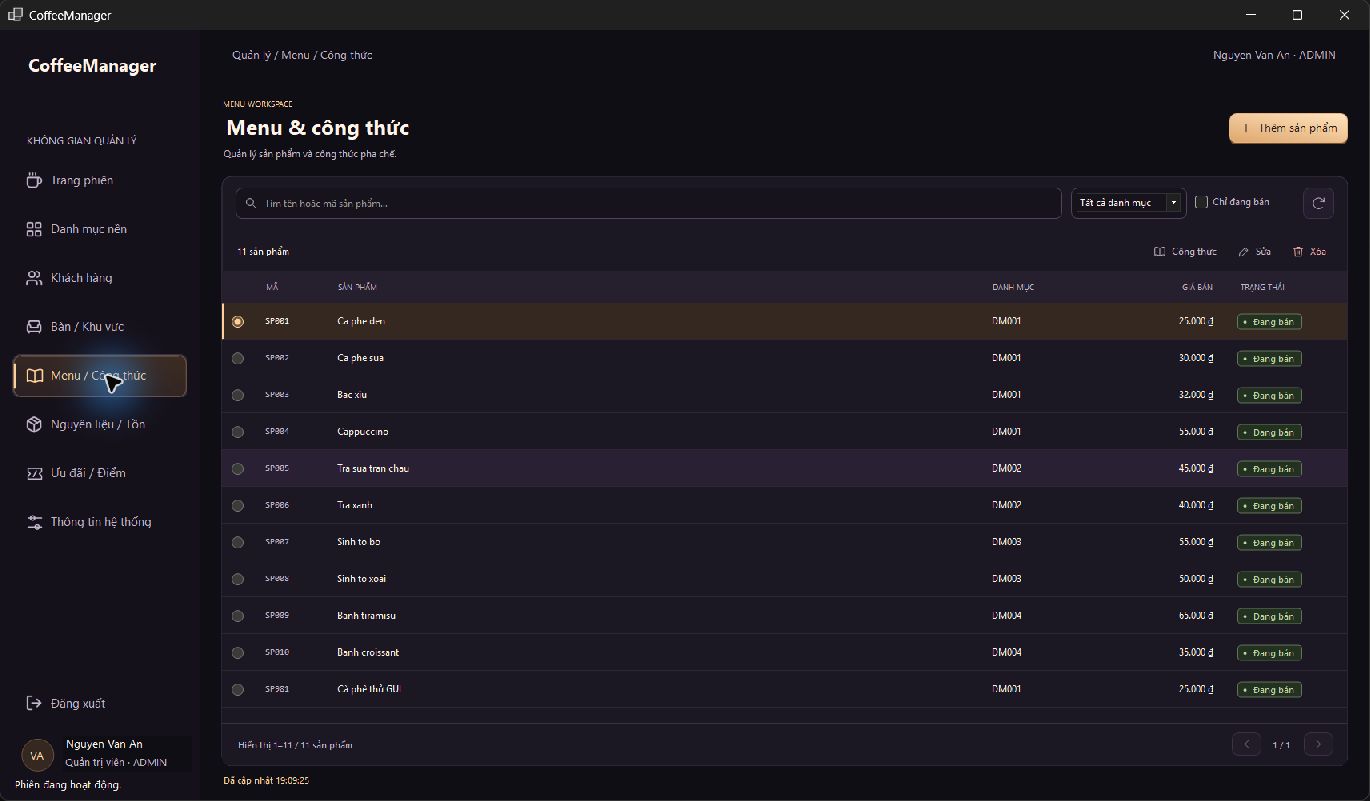 CoffeeManager
CoffeeManager
Quản lý / Menu / Công thức
Nguyen Van An · ADMIN
KHÔNG GIAN QUẢN LÝ
Trang phiên
Danh mục nền
Khách hàng
Bàn / Khu vực
Menu / Công thức
Nguyên liệu / Tồn
Ưu đãi / Điểm
Thông tin hệ thống
Đăng xuất
VA
Nguyen Van An
Quản trị viên · ADMIN
Phiên đang hoạt động.
MENU WORKSPACE
Menu & công thức
Quản lý sản phẩm và công thức pha chế.
Thêm sản phẩm
Tìm tên hoặc mã sản phẩm...
Tất cả danh mục
Chỉ đang bán
11 sản phẩm
Công thức Sửa Xóa
MÃ SẢN PHẨM DANH MỤC GIÁ BÁN TRẠNG THÁI
SP001 Ca phe den DM001 25.000 ₫ • Đang bán
SP002 Ca phe sua DM001 30.000 ₫ • Đang bán
SP003 Bac xiu DM001 32.000 ₫ • Đang bán
SP004 Cappuccino DM001 55.000 ₫ • Đang bán
SP005 Tra sua tran chau DM002 45.000 ₫ • Đang bán
SP006 Tra xanh DM002 40.000 ₫ • Đang bán
SP007 Sinh to bo DM003 55.000 ₫ • Đang bán
SP008 Sinh to xoai DM003 50.000 ₫ • Đang bán
SP009 Banh tiramisu DM004 65.000 ₫ • Đang bán
SP010 Banh croissant DM004 35.000 ₫ • Đang bán
SP981 Cà phê thử GUI DM001 25.000 ₫ • Đang bán
Hiển thị 1–11 / 11 sản phẩm
1 / 1
Đã cập nhật 19:09:25